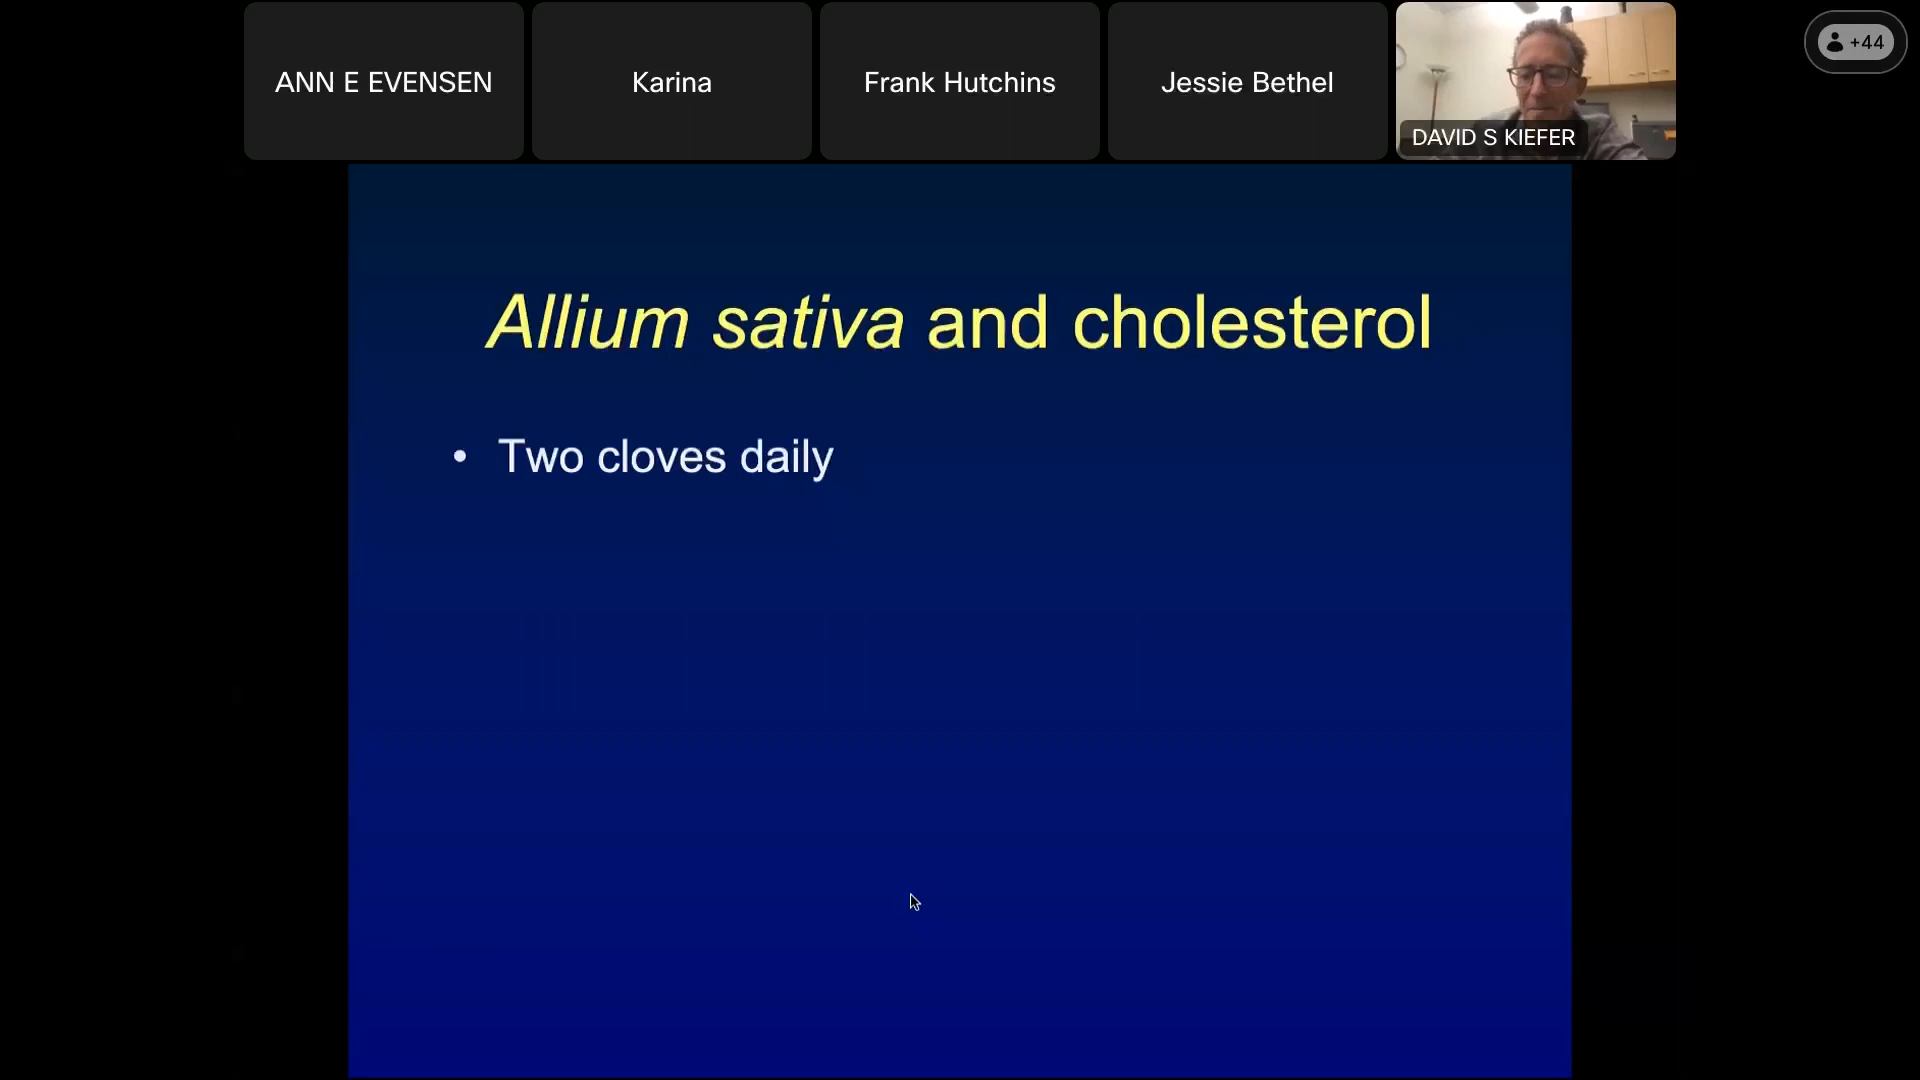 ANN E EVENSEN
Karina
Frank Hutchins
Jessie Bethel
DAVID S KIEFER
+44
Allium sativa and cholesterol
• Two cloves daily